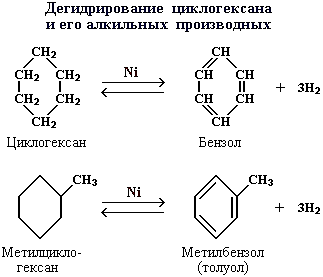 Дегидрирование циклогексана
и его алкильных производных
CH2
CH2 CH2 Ni CH CH
CH
CH2 CH2 CH CH + 3H2
CH2 CH
Циклогексан Бензол
CH3 Ni CH3
+ 3H2
Метилцикло- Метилбензол
гексан (толуол)